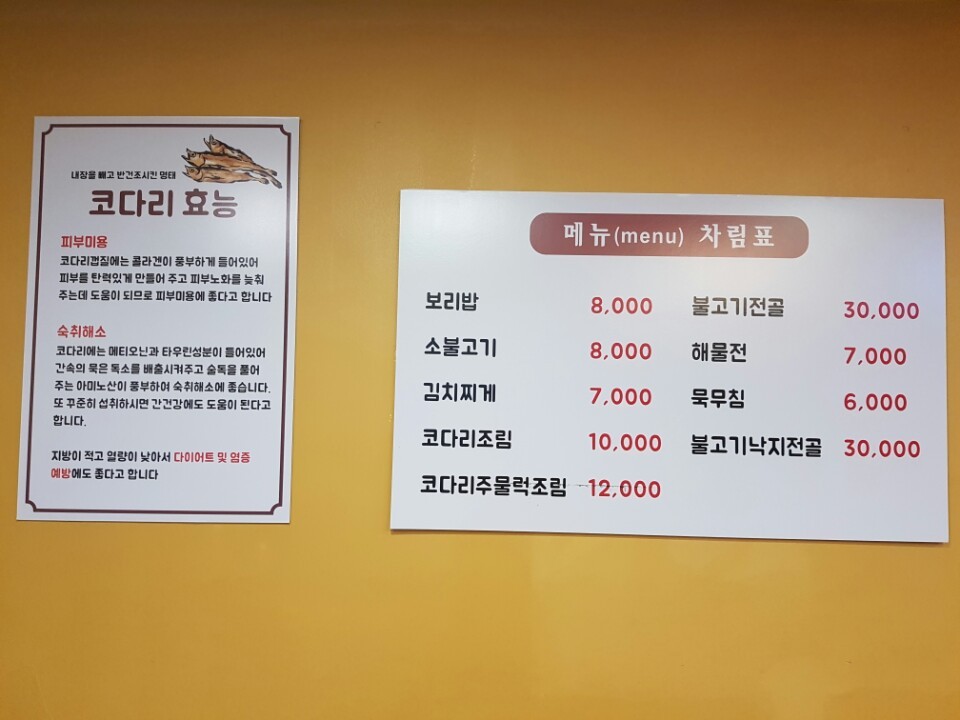 내장을 빼고 반건조시킨 명태
코다리 효능
피부미용
코다리껍질에는 콜라겐이 풍부하게 들어있어
피부를 탄력있게 만들어 주고 피부노화를 늦춰
주는데 도움이 되므로 피부미용에 좋다고 합니다
숙취해소
코다리에는 메티오닌과 타우린성분이 들어있어
간속의 묵은 독소를 배출시켜주고 술독을 풀어
주는 아미노산이 풍부하여 숙취해소에 좋습니다.
또 꾸준히 섭취하시면 간건강에도 도움이 된다고
합니다.
지방이 적고 열량이 낮아서 다이어트 및 염증
예방에도 좋다고 합니다
메뉴(menu) 차림표
보리밥 8,000
소불고기 8,000
김치찌게 7,000
코다리조림 10,000
코다리주물럭조림 12,000
불고기전골 30,000
해물전 7,000
묵무침 6,000
불고기낙지전골 30,000